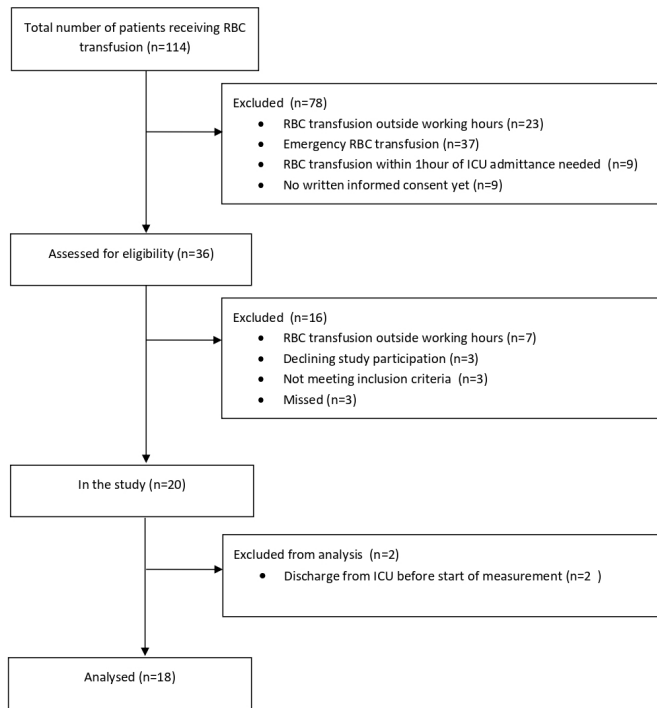 Total number of patients receiving RBC
transfusion (n=114)
Excluded (n=78)
• RBC transfusion outside working hours (n=23)
• Emergency RBC transfusion (n=37)
• RBC transfusion within 1hour of ICU admittance needed (n=9)
• No written informed consent yet (n=9)
Assessed for eligibility (n=36)
Excluded (n=16)
• RBC transfusion outside working hours (n=7)
• Declining study participation (n=3)
• Not meeting inclusion criteria (n=3)
• Missed (n=3)
In the study (n=20)
Excluded from analysis (n=2)
• Discharge from ICU before start of measurement (n=2 )
Analysed (n=18)